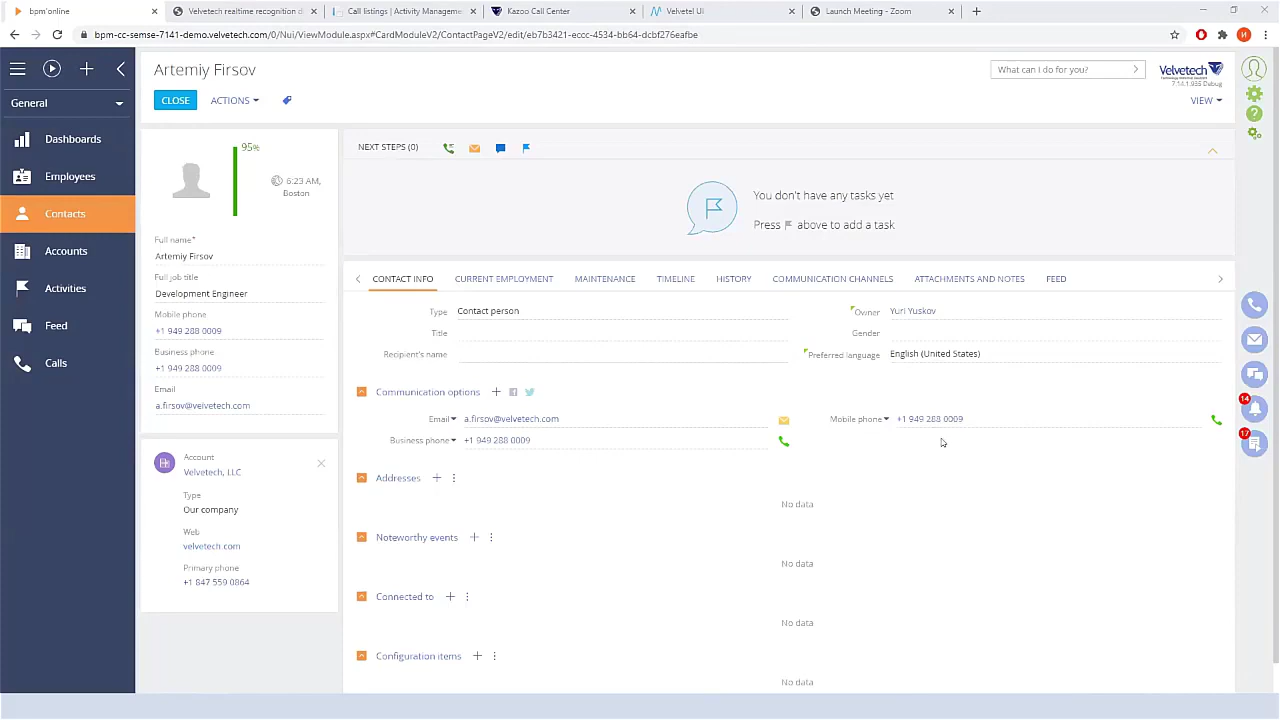 bpm'online
Velvetech realtime recognition d
Call listings | Activity Manageme
Kazoo Call Center
Velvetel UI
Launch Meeting - Zoom
bpm-cc-semse-7141-demo.velvetech.com/0/Nui/ViewModule.aspx#CardModuleV2/ContactPageV2/edit/eb7b3421-eccc-4534-bb64-dcbf276eafbe
General
Dashboards
Employees
Contacts
Accounts
Activities
Feed
Calls
Artemiy Firsov
What can I do for you?
Velvetech
7.14.1.935 Debug
CLOSE
ACTIONS
VIEW
95%
6:23 AM,
Boston
Full name*
Artemiy Firsov
Full job title
Development Engineer
Mobile phone
+1 949 288 0009
Business phone
+1 949 288 0009
Email
a.firsov@velvetech.com
Account
Velvetech, LLC
Type
Our company
Web
velvetech.com
Primary phone
+1 847 559 0864
NEXT STEPS (0)
You don't have any tasks yet
Press above to add a task
CONTACT INFO
CURRENT EMPLOYMENT
MAINTENANCE
TIMELINE
HISTORY
COMMUNICATION CHANNELS
ATTACHMENTS AND NOTES
FEED
Type Contact person
Owner Yuri Yuskov
Title
Gender
Recipient's name
Preferred language English (United States)
Communication options
Email a.firsov@velvetech.com
Mobile phone +1 949 288 0009
Business phone +1 949 288 0009
Addresses
No data
Noteworthy events
No data
Connected to
No data
Configuration items
No data
14
17